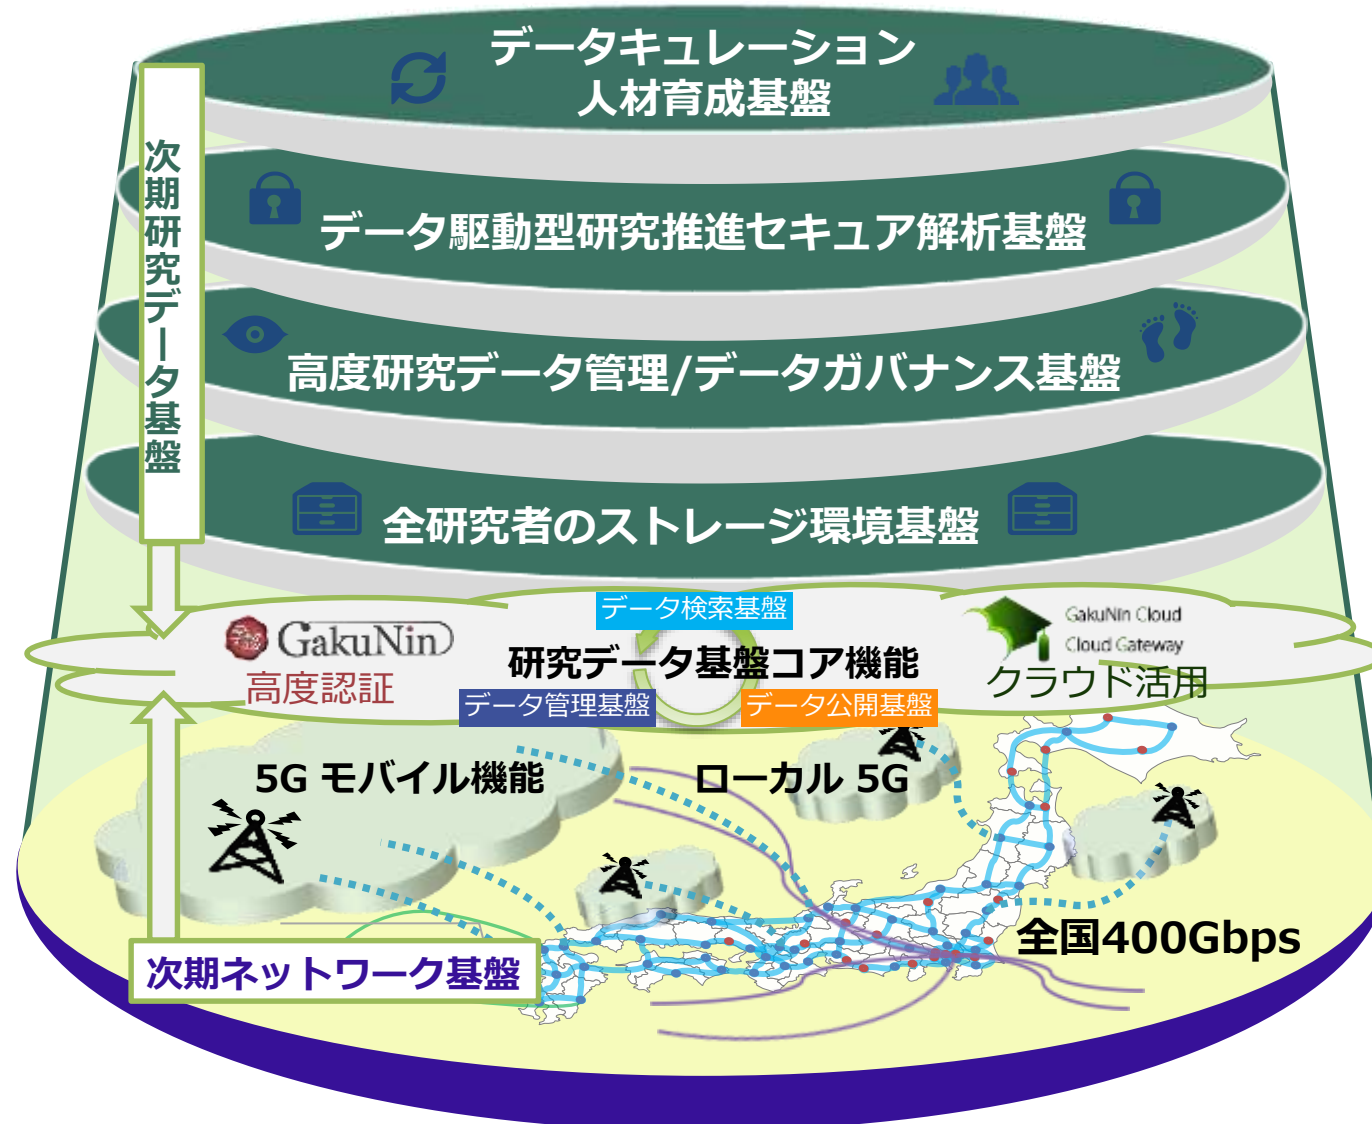 データキュレーション
人材育成基盤
次期研究データ基盤
データ駆動型研究推進セキュア解析基盤
高度研究データ管理/データガバナンス基盤
全研究者のストレージ環境基盤
データ検索基盤
GakuNin
高度認証
研究データ基盤コア機能
GakuNin Cloud
Cloud Gateway
クラウド活用
データ管理基盤
データ公開基盤
5G モバイル機能
ローカル 5G
全国400Gbps
次期ネットワーク基盤